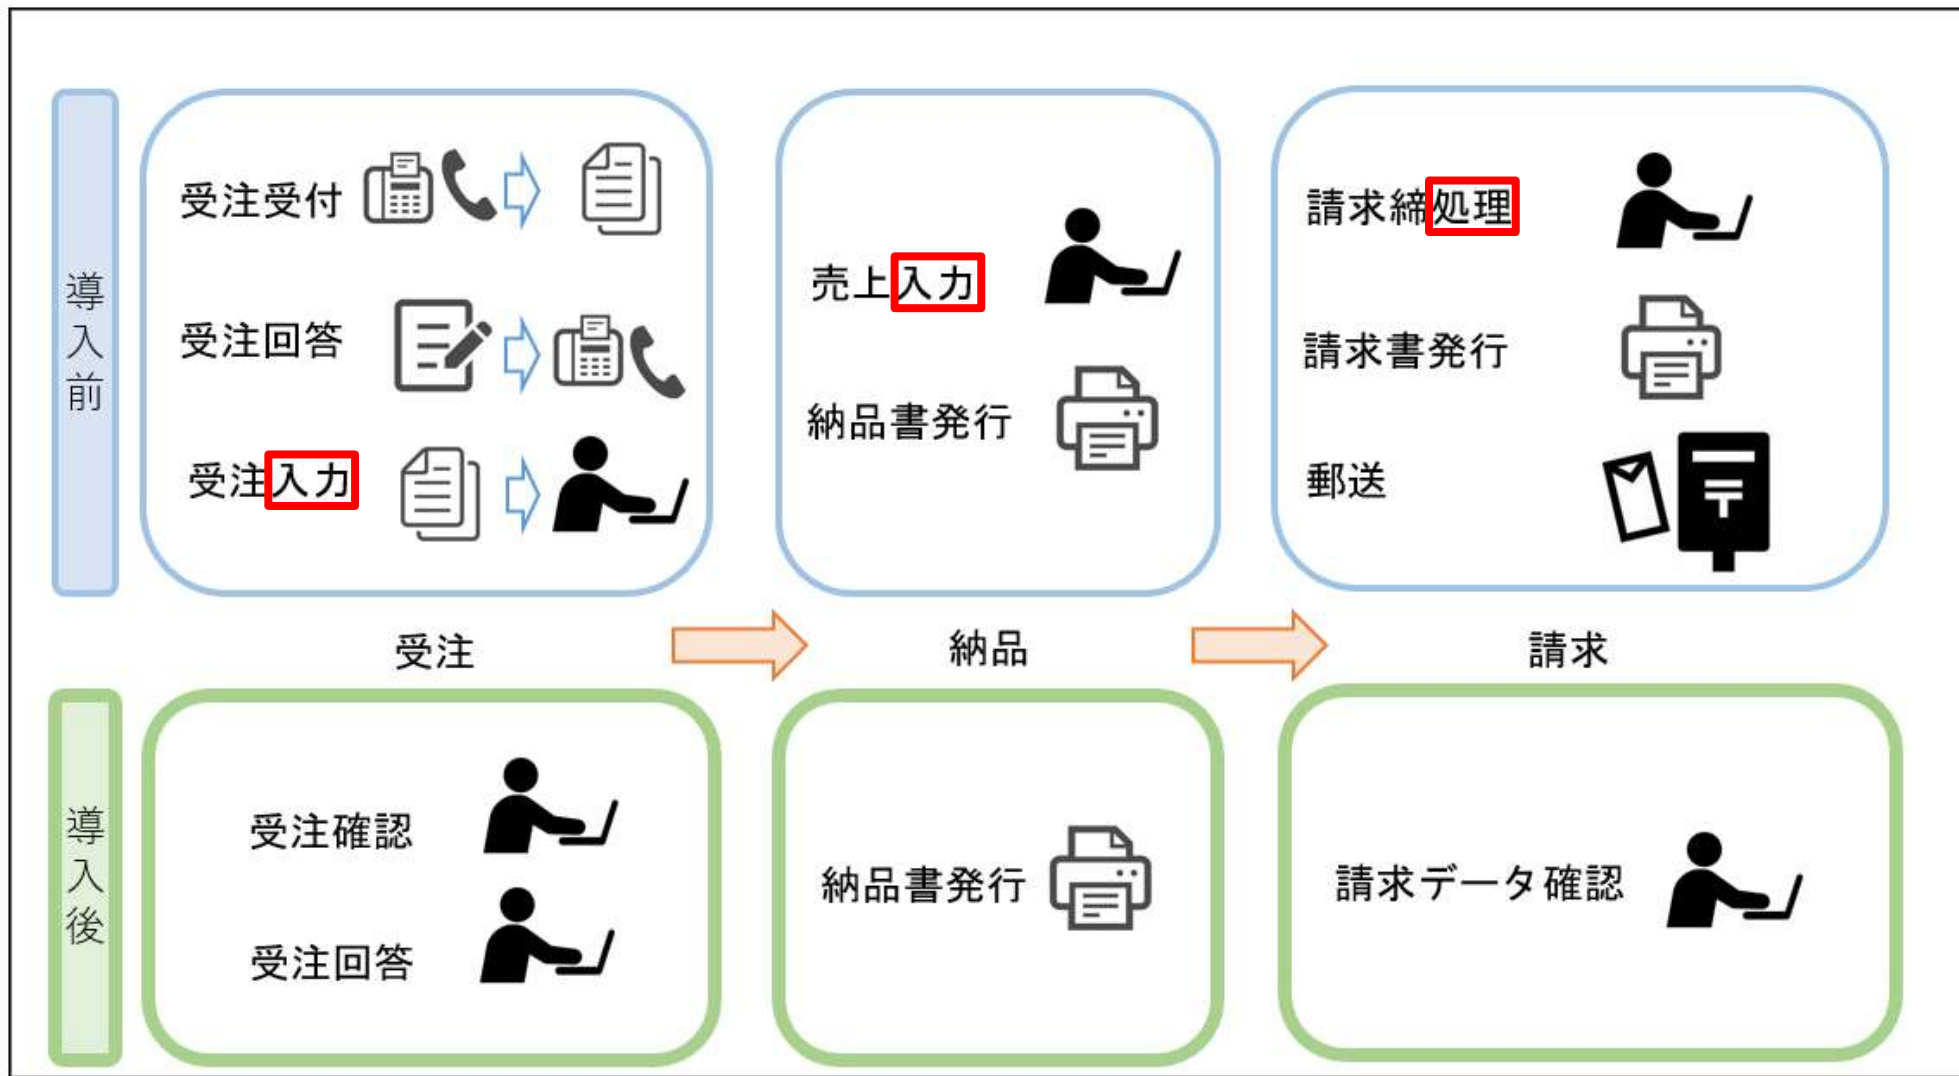 導入前
受注受付
受注回答
受注入力
売上入力
納品書発行
請求締処理
請求書発行
郵送
〒
受注
納品
請求
導入後
受注確認
受注回答
納品書発行
請求データ確認